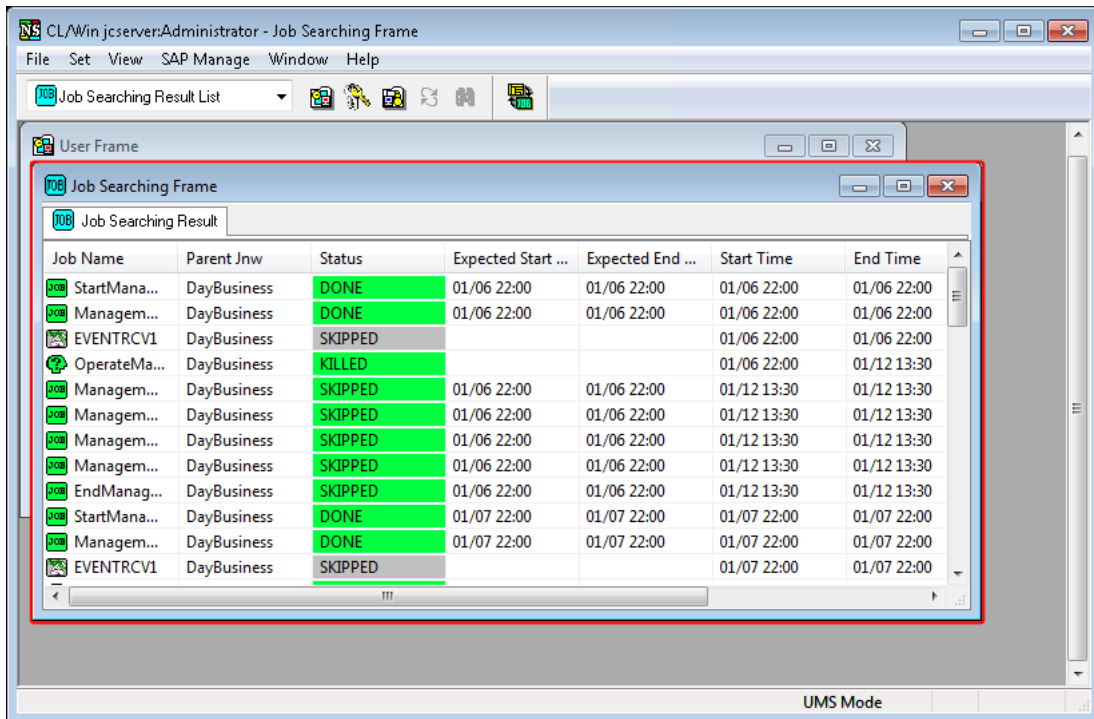 CL/Win jcserver:Administrator - Job Searching Frame
File Set View SAP Manage Window Help
JOB Job Searching Result List
User Frame
JOB Job Searching Frame
JOB Job Searching Result
Job Name Parent Jnw Status Expected Start ... Expected End ... Start Time End Time
JOB StartMana... DayBusiness DONE 01/06 22:00 01/06 22:00 01/06 22:00 01/06 22:00
JOB Managem... DayBusiness DONE 01/06 22:00 01/06 22:00 01/06 22:00 01/06 22:00
EVENTRCV1 DayBusiness SKIPPED 01/06 22:00 01/06 22:00
OperateMa... DayBusiness KILLED 01/06 22:00 01/12 13:30
JOB Managem... DayBusiness SKIPPED 01/06 22:00 01/06 22:00 01/12 13:30 01/12 13:30
JOB Managem... DayBusiness SKIPPED 01/06 22:00 01/06 22:00 01/12 13:30 01/12 13:30
JOB Managem... DayBusiness SKIPPED 01/06 22:00 01/06 22:00 01/12 13:30 01/12 13:30
JOB Managem... DayBusiness SKIPPED 01/06 22:00 01/06 22:00 01/12 13:30 01/12 13:30
JOB EndManag... DayBusiness SKIPPED 01/06 22:00 01/06 22:00 01/12 13:30 01/12 13:30
JOB StartMana... DayBusiness DONE 01/07 22:00 01/07 22:00 01/07 22:00 01/07 22:00
JOB Managem... DayBusiness DONE 01/07 22:00 01/07 22:00 01/07 22:00 01/07 22:00
EVENTRCV1 DayBusiness SKIPPED 01/07 22:00 01/07 22:00
UMS Mode